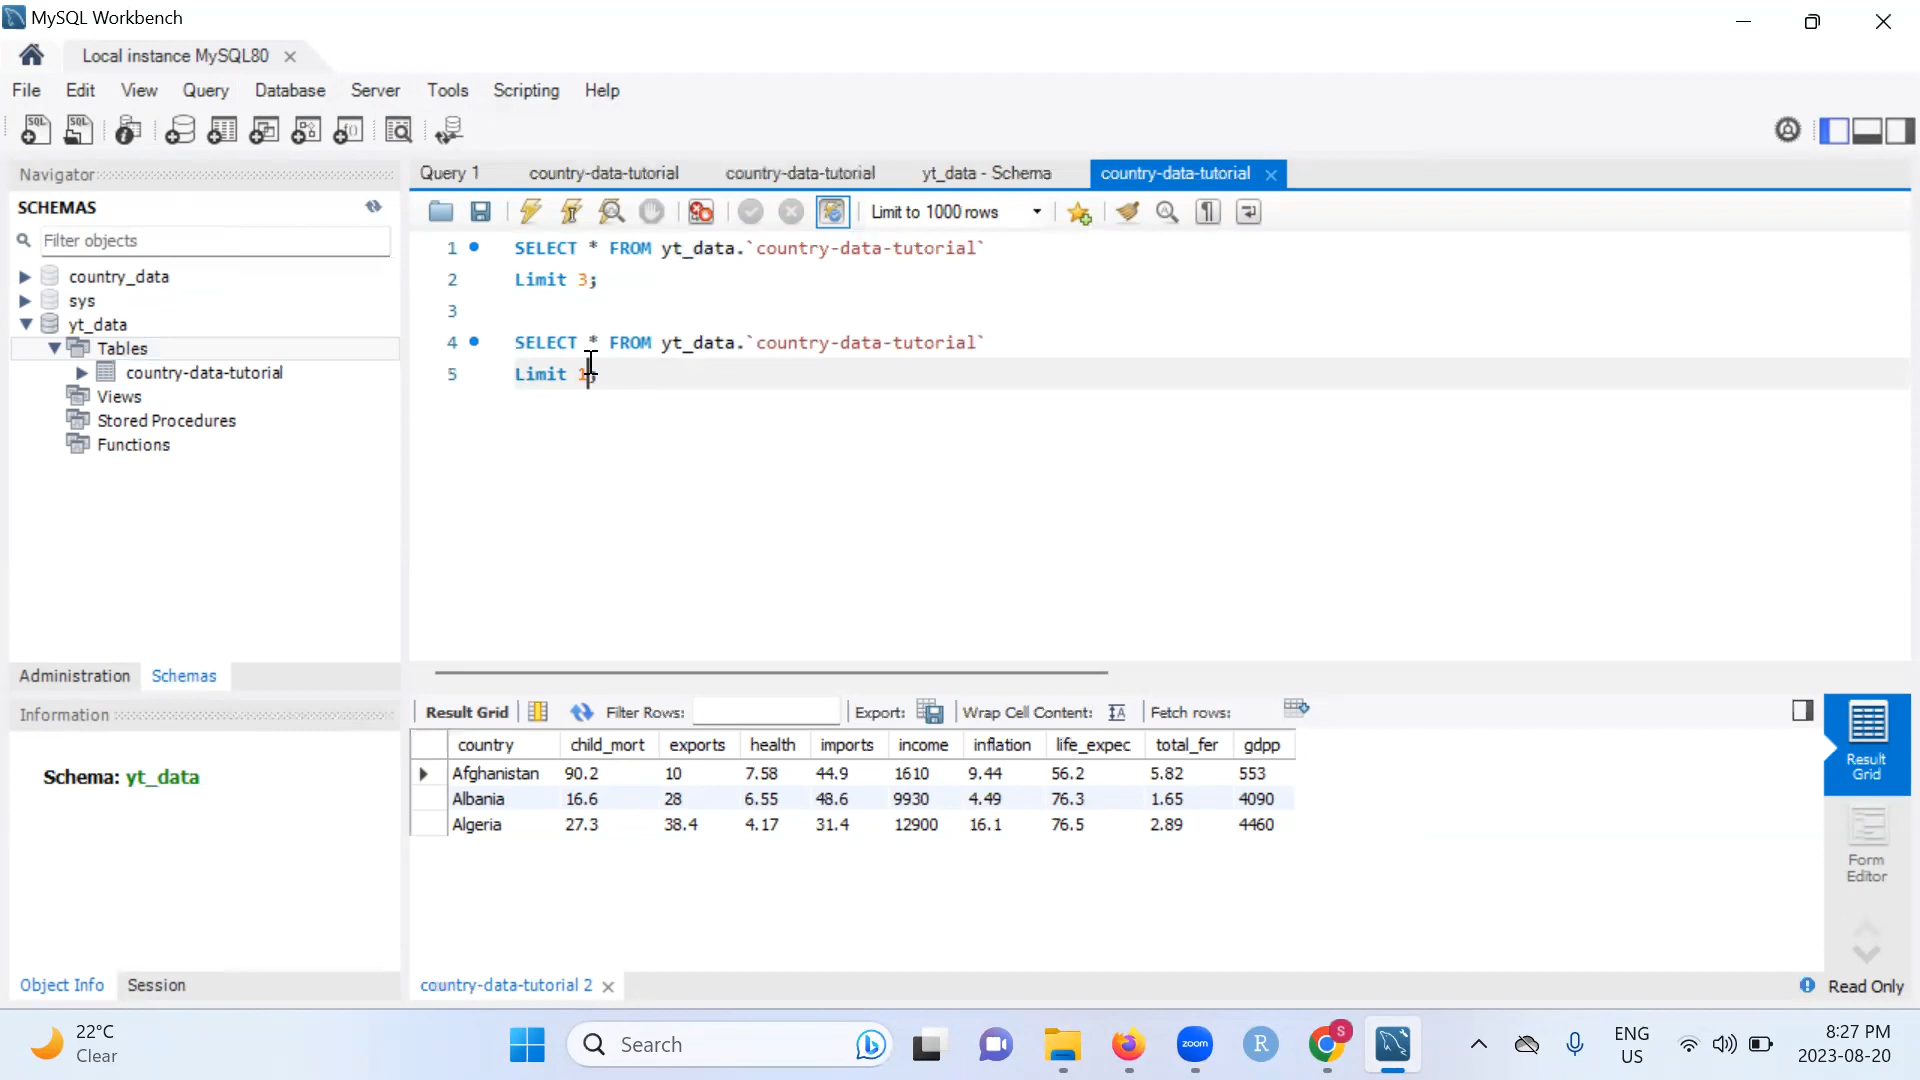 MySQL Workbench
Local instance MySQL80
File Edit View Query Database Server Tools Scripting Help
Navigator
SCHEMAS
Filter objects
country_data
sys
yt_data
Tables
country-data-tutorial
Views
Stored Procedures
Functions
Administration Schemas
Information
Schema: yt_data
Object Info Session
Query 1 country-data-tutorial country-data-tutorial yt_data - Schema country-data-tutorial
Limit to 1000 rows
1 SELECT * FROM yt_data.`country-data-tutorial`
2 Limit 3;
3
4 SELECT * FROM yt_data.`country-data-tutorial`
5 Limit 1;
Result Grid Filter Rows: Export: Wrap Cell Content: Fetch rows:
country child_mort exports health imports income inflation life_expec total_fer gdpp
Afghanistan 90.2 10 7.58 44.9 1610 9.44 56.2 5.82 553
Albania 16.6 28 6.55 48.6 9930 4.49 76.3 1.65 4090
Algeria 27.3 38.4 4.17 31.4 12900 16.1 76.5 2.89 4460
Result
Grid
Form
Editor
country-data-tutorial 2
Read Only
22°C
Clear
Search
zoom
R
S
ENG
US
8:27 PM
2023-08-20